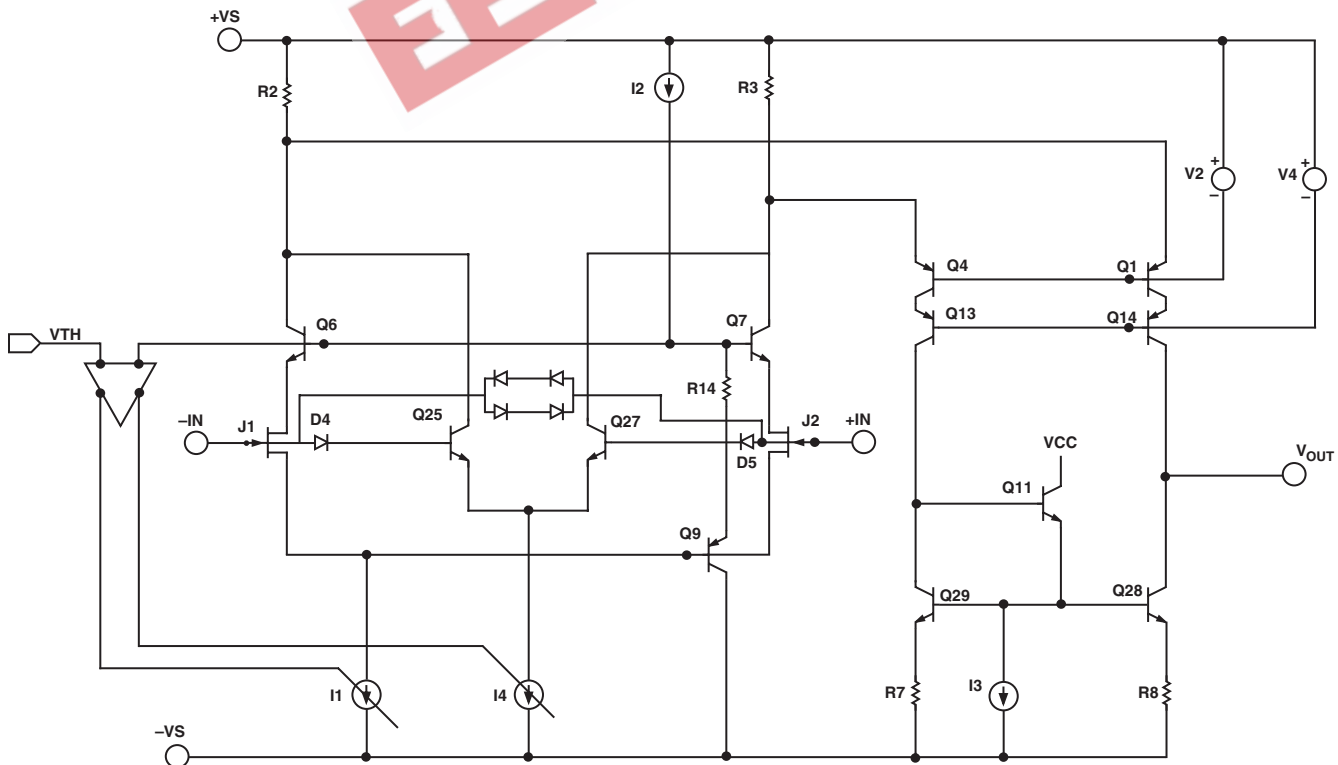 +VS
R2
I2
R3
V2
+
–
V4
+
–
Q4
Q1
Q13
Q14
Q6
Q7
VTH
R14
–IN
J1
D4
Q25
Q27
D5
J2
+IN
VCC
Q11
VOUT
Q9
Q29
Q28
I1
I4
R7
I3
R8
–VS